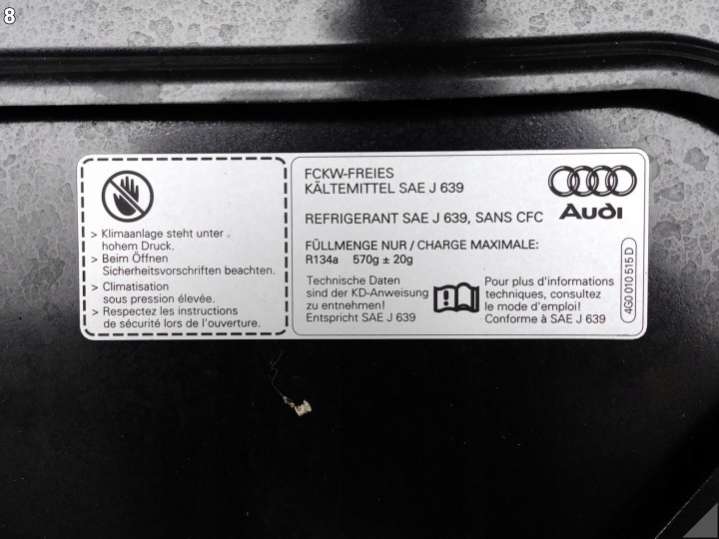 8
> Klimaanlage steht unter
hohem Druck.
> Beim Öffnen
Sicherheitsvorschriften beachten.
> Climatisation
sous pression élevée.
> Respectez les instructions
de sécurité lors de l'ouverture.
FCKW-FREIES
KÄLTEMITTEL SAE J 639
REFRIGERANT SAE J 639, SANS CFC
FÜLLMENGE NUR / CHARGE MAXIMALE:
R134a 570g ± 20g
Technische Daten
sind der KD-Anweisung
zu entnehmen!
Entspricht SAE J 639
Pour plus d'informations
techniques, consultez
le mode d'emploi!
Conforme à SAE J 639
Audi
4G0 010 515 D